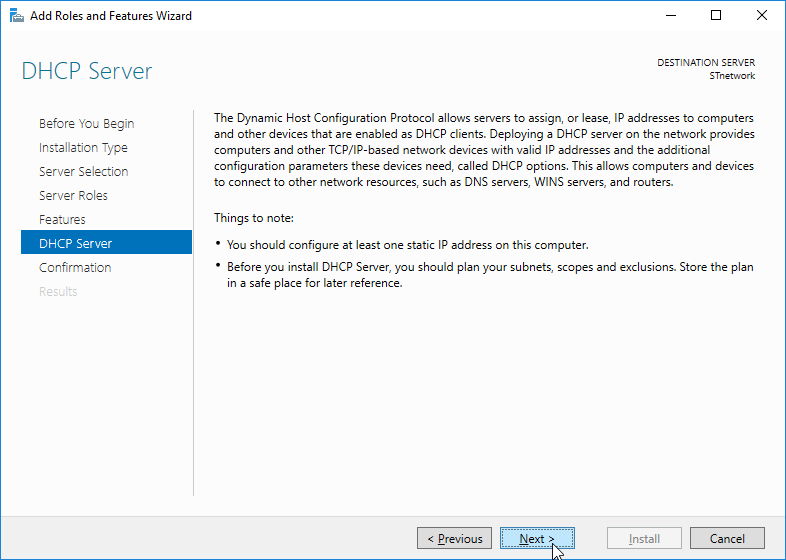 Add Roles and Features Wizard
DHCP Server
DESTINATION SERVER
STnetwork
Before You Begin
Installation Type
Server Selection
Server Roles
Features
DHCP Server
Confirmation
Results
The Dynamic Host Configuration Protocol allows servers to assign, or lease, IP addresses to computers
and other devices that are enabled as DHCP clients. Deploying a DHCP server on the network provides
computers and other TCP/IP-based network devices with valid IP addresses and the additional
configuration parameters these devices need, called DHCP options. This allows computers and devices
to connect to other network resources, such as DNS servers, WINS servers, and routers.
Things to note:
• You should configure at least one static IP address on this computer.
• Before you install DHCP Server, you should plan your subnets, scopes and exclusions. Store the plan
in a safe place for later reference.
< Previous
Next >
Install
Cancel